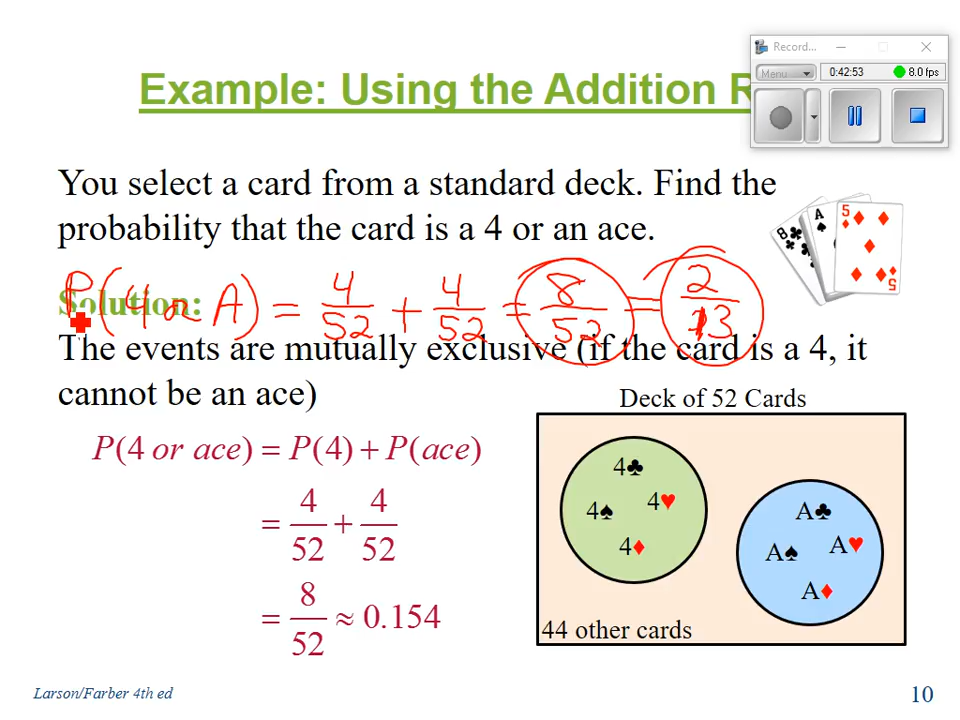 Record...
Menu
0:42:53
8.0 fps
Example: Using the Addition R
You select a card from a standard deck. Find the
probability that the card is a 4 or an ace.
8♣
A♠
5♦
5♦
Solution:
P(4 or A) = 4/52 + 4/52 = 8/52 = 2/13
The events are mutually exclusive (if the card is a 4, it
cannot be an ace)
Deck of 52 Cards
P(4 or ace) = P(4) + P(ace)
= 4/52 + 4/52
= 8/52 ≈ 0.154
4♣
4♠ 4♥
4♦
A♣
A♠ A♥
A♦
44 other cards
Larson/Farber 4th ed
10